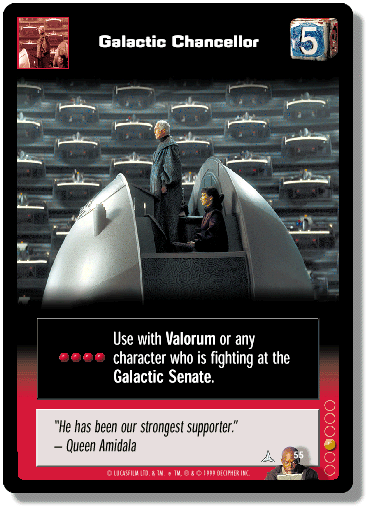 Galactic Chancellor
5
Use with Valorum or any
character who is fighting at the
Galactic Senate.
"He has been our strongest supporter."
– Queen Amidala
56
© LUCASFILM LTD. & TM, ® TM, ® & © 1999 DECIPHER INC.